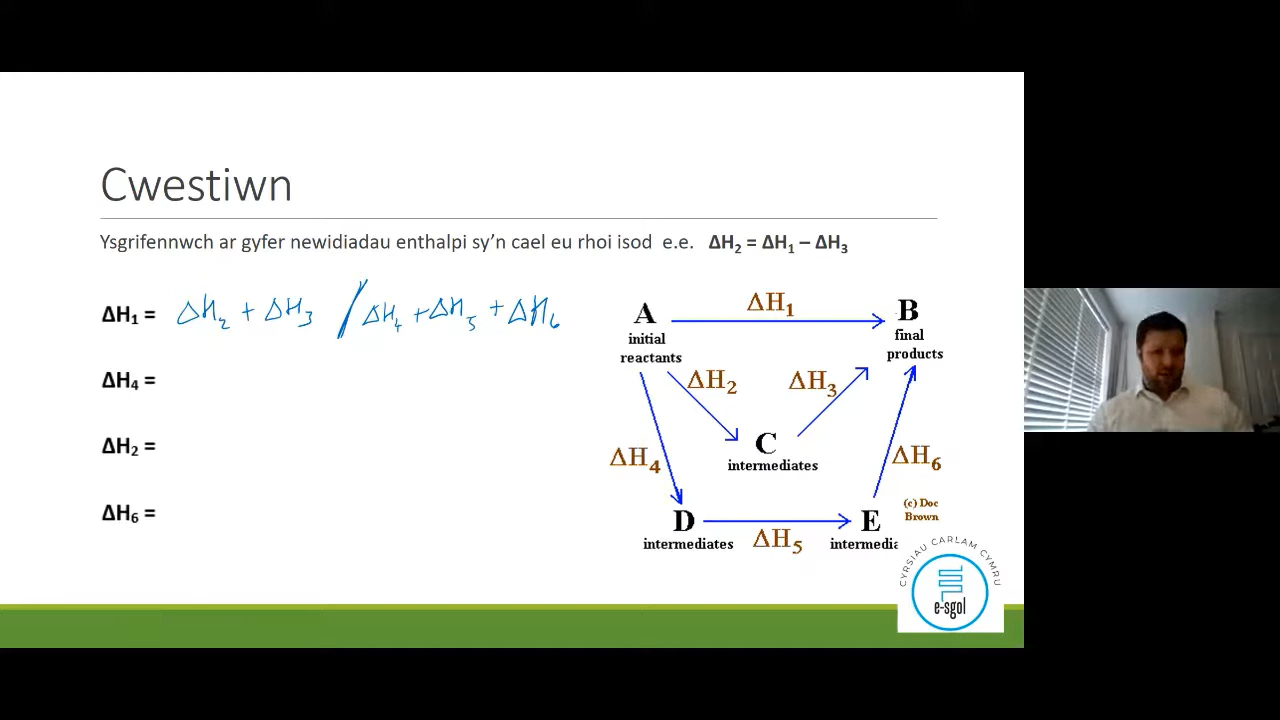 Cwestiwn
Ysgrifennwch ar gyfer newidiadau enthalpi sy'n cael eu rhoi isod e.e. ΔH₂ = ΔH₁ – ΔH₃
ΔH₁ = ΔH₂ + ΔH₃ / ΔH₄ + ΔH₅ + ΔH₆
ΔH₄ =
ΔH₂ =
ΔH₆ =
A
initial
reactants
ΔH₁
B
final
products
ΔH₂
ΔH₃
C
intermediates
ΔH₄
ΔH₆
(c) Doc
Brown
D
intermediates
ΔH₅
E
intermedia
CYRSIAU CARLAM CYMRU
e-sgol